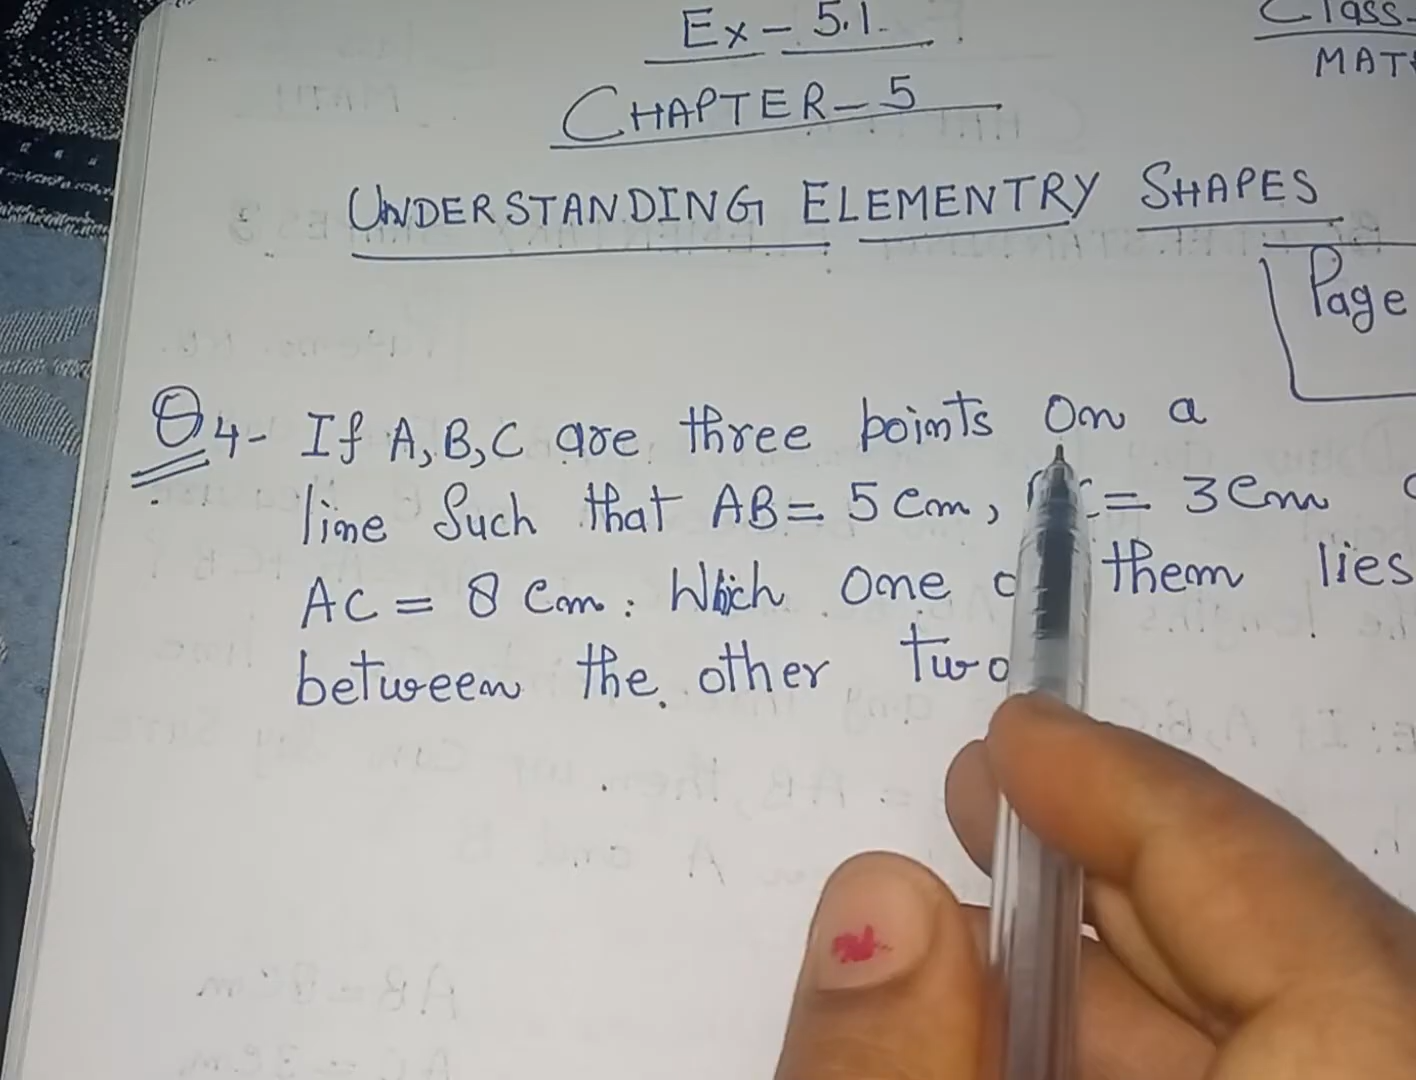 Ex - 5.1.
Class-
MAT
CHAPTER - 5
UNDERSTANDING ELEMENTRY SHAPES
Page
Q4- If A, B, C are three points On a
line Such that AB = 5 cm, = 3 cm
AC = 8 cm. Which one them lies
between the other two